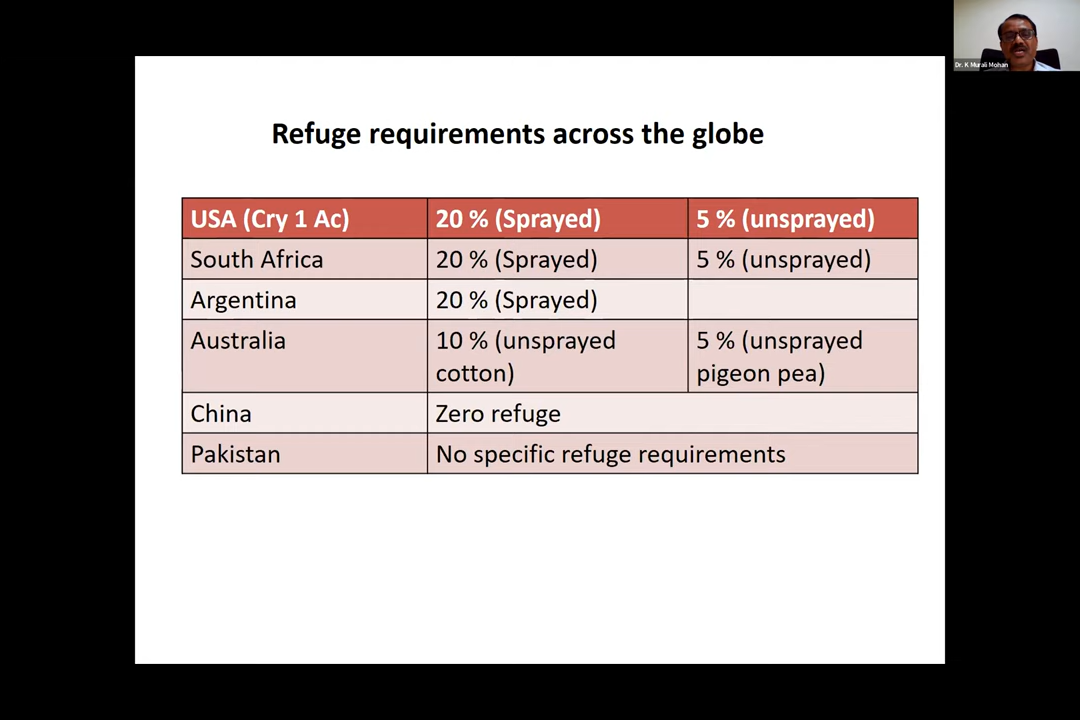 Dr. K Murali Mohan
Refuge requirements across the globe
USA (Cry 1 Ac) 20 % (Sprayed) 5 % (unsprayed)
South Africa 20 % (Sprayed) 5 % (unsprayed)
Argentina 20 % (Sprayed)
Australia 10 % (unsprayed cotton) 5 % (unsprayed pigeon pea)
China Zero refuge
Pakistan No specific refuge requirements